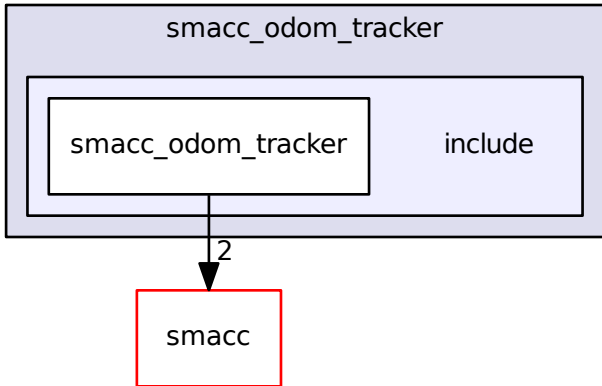 smacc_odom_tracker
smacc_odom_tracker include
2
smacc